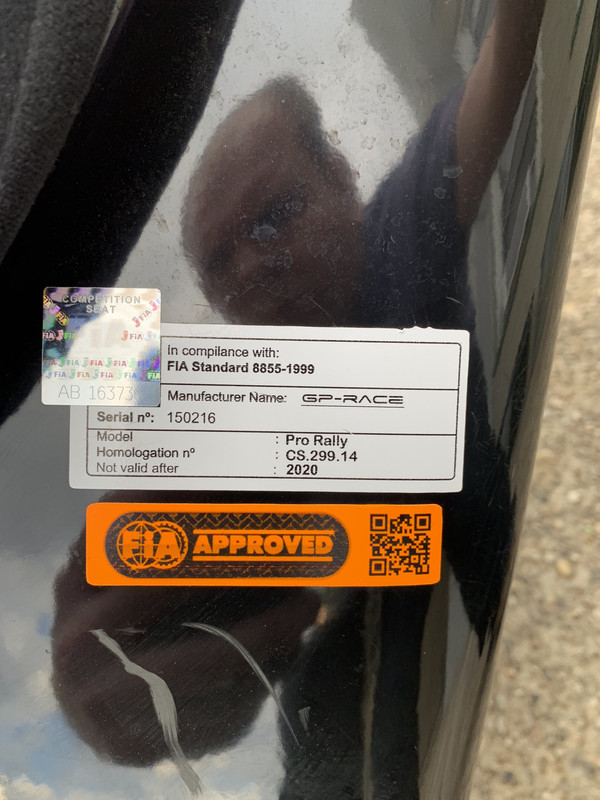 COMPETITION
SEAT
In compliance with:
FIA Standard 8855-1999
Manufacturer Name: GP-RACE
Serial nº: 150216
Model : Pro Rally
Homologation nº : CS.299.14
Not valid after : 2020
FIA APPROVED